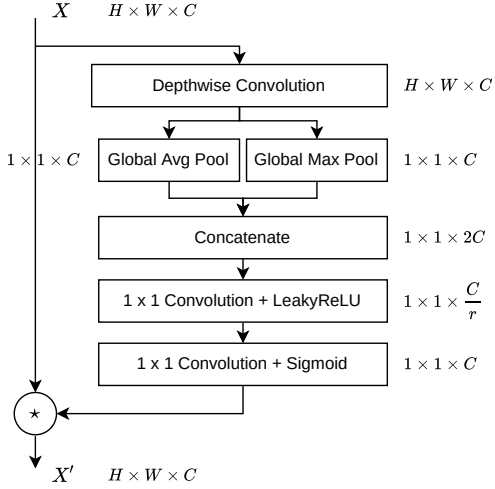 X H × W × C
Depthwise Convolution H × W × C
1 × 1 × C Global Avg Pool Global Max Pool 1 × 1 × C
Concatenate 1 × 1 × 2C
1 x 1 Convolution + LeakyReLU 1 × 1 × C/r
1 x 1 Convolution + Sigmoid 1 × 1 × C
⋆
X′ H × W × C